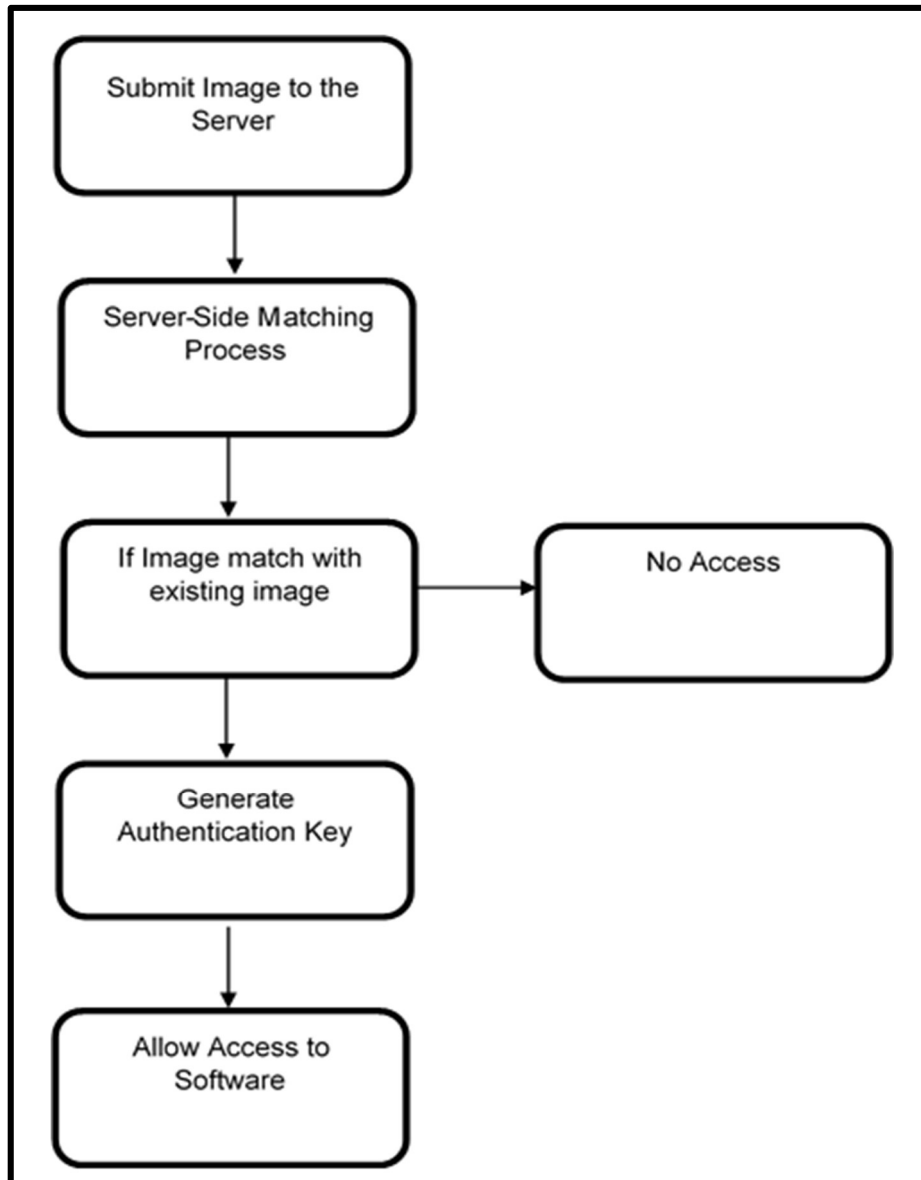 Submit Image to the
Server
Server-Side Matching
Process
If Image match with
existing image
No Access
Generate
Authentication Key
Allow Access to
Software